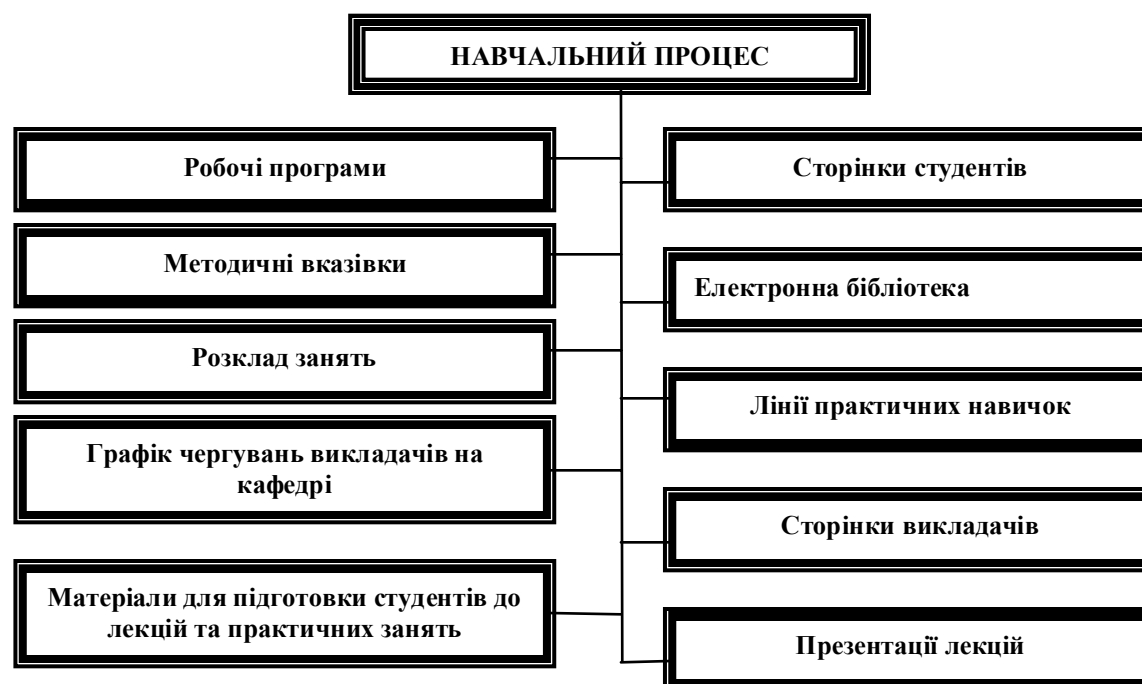 НАВЧАЛЬНИЙ ПРОЦЕС
Робочі програми
Методичні вказівки
Розклад занять
Графік чергувань викладачів на
кафедрі
Матеріали для підготовки студентів до
лекцій та практичних занять
Сторінки студентів
Електронна бібліотека
Лінії практичних навичок
Сторінки викладачів
Презентації лекцій